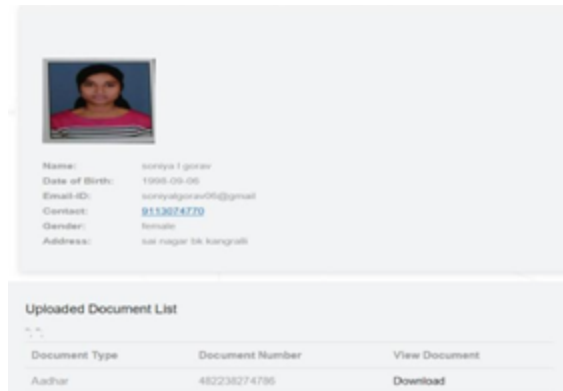 Name: soniya l gorav
Date of Birth: 1998-09-06
Email-ID: soniyalgorav06@gmail
Contact: 9113074770
Gender: female
Address: sai nagar bk kangralli
Uploaded Document List
Document Type Document Number View Document
Aadhar 482238274786 Download